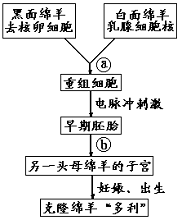 黑面绵羊 白面绵羊
去核卵细胞 乳腺细胞核
ⓐ
重组细胞
电脉冲刺激
早期胚胎
ⓑ
另一头母绵羊的子宫
妊娠、出生
克隆绵羊“多利”